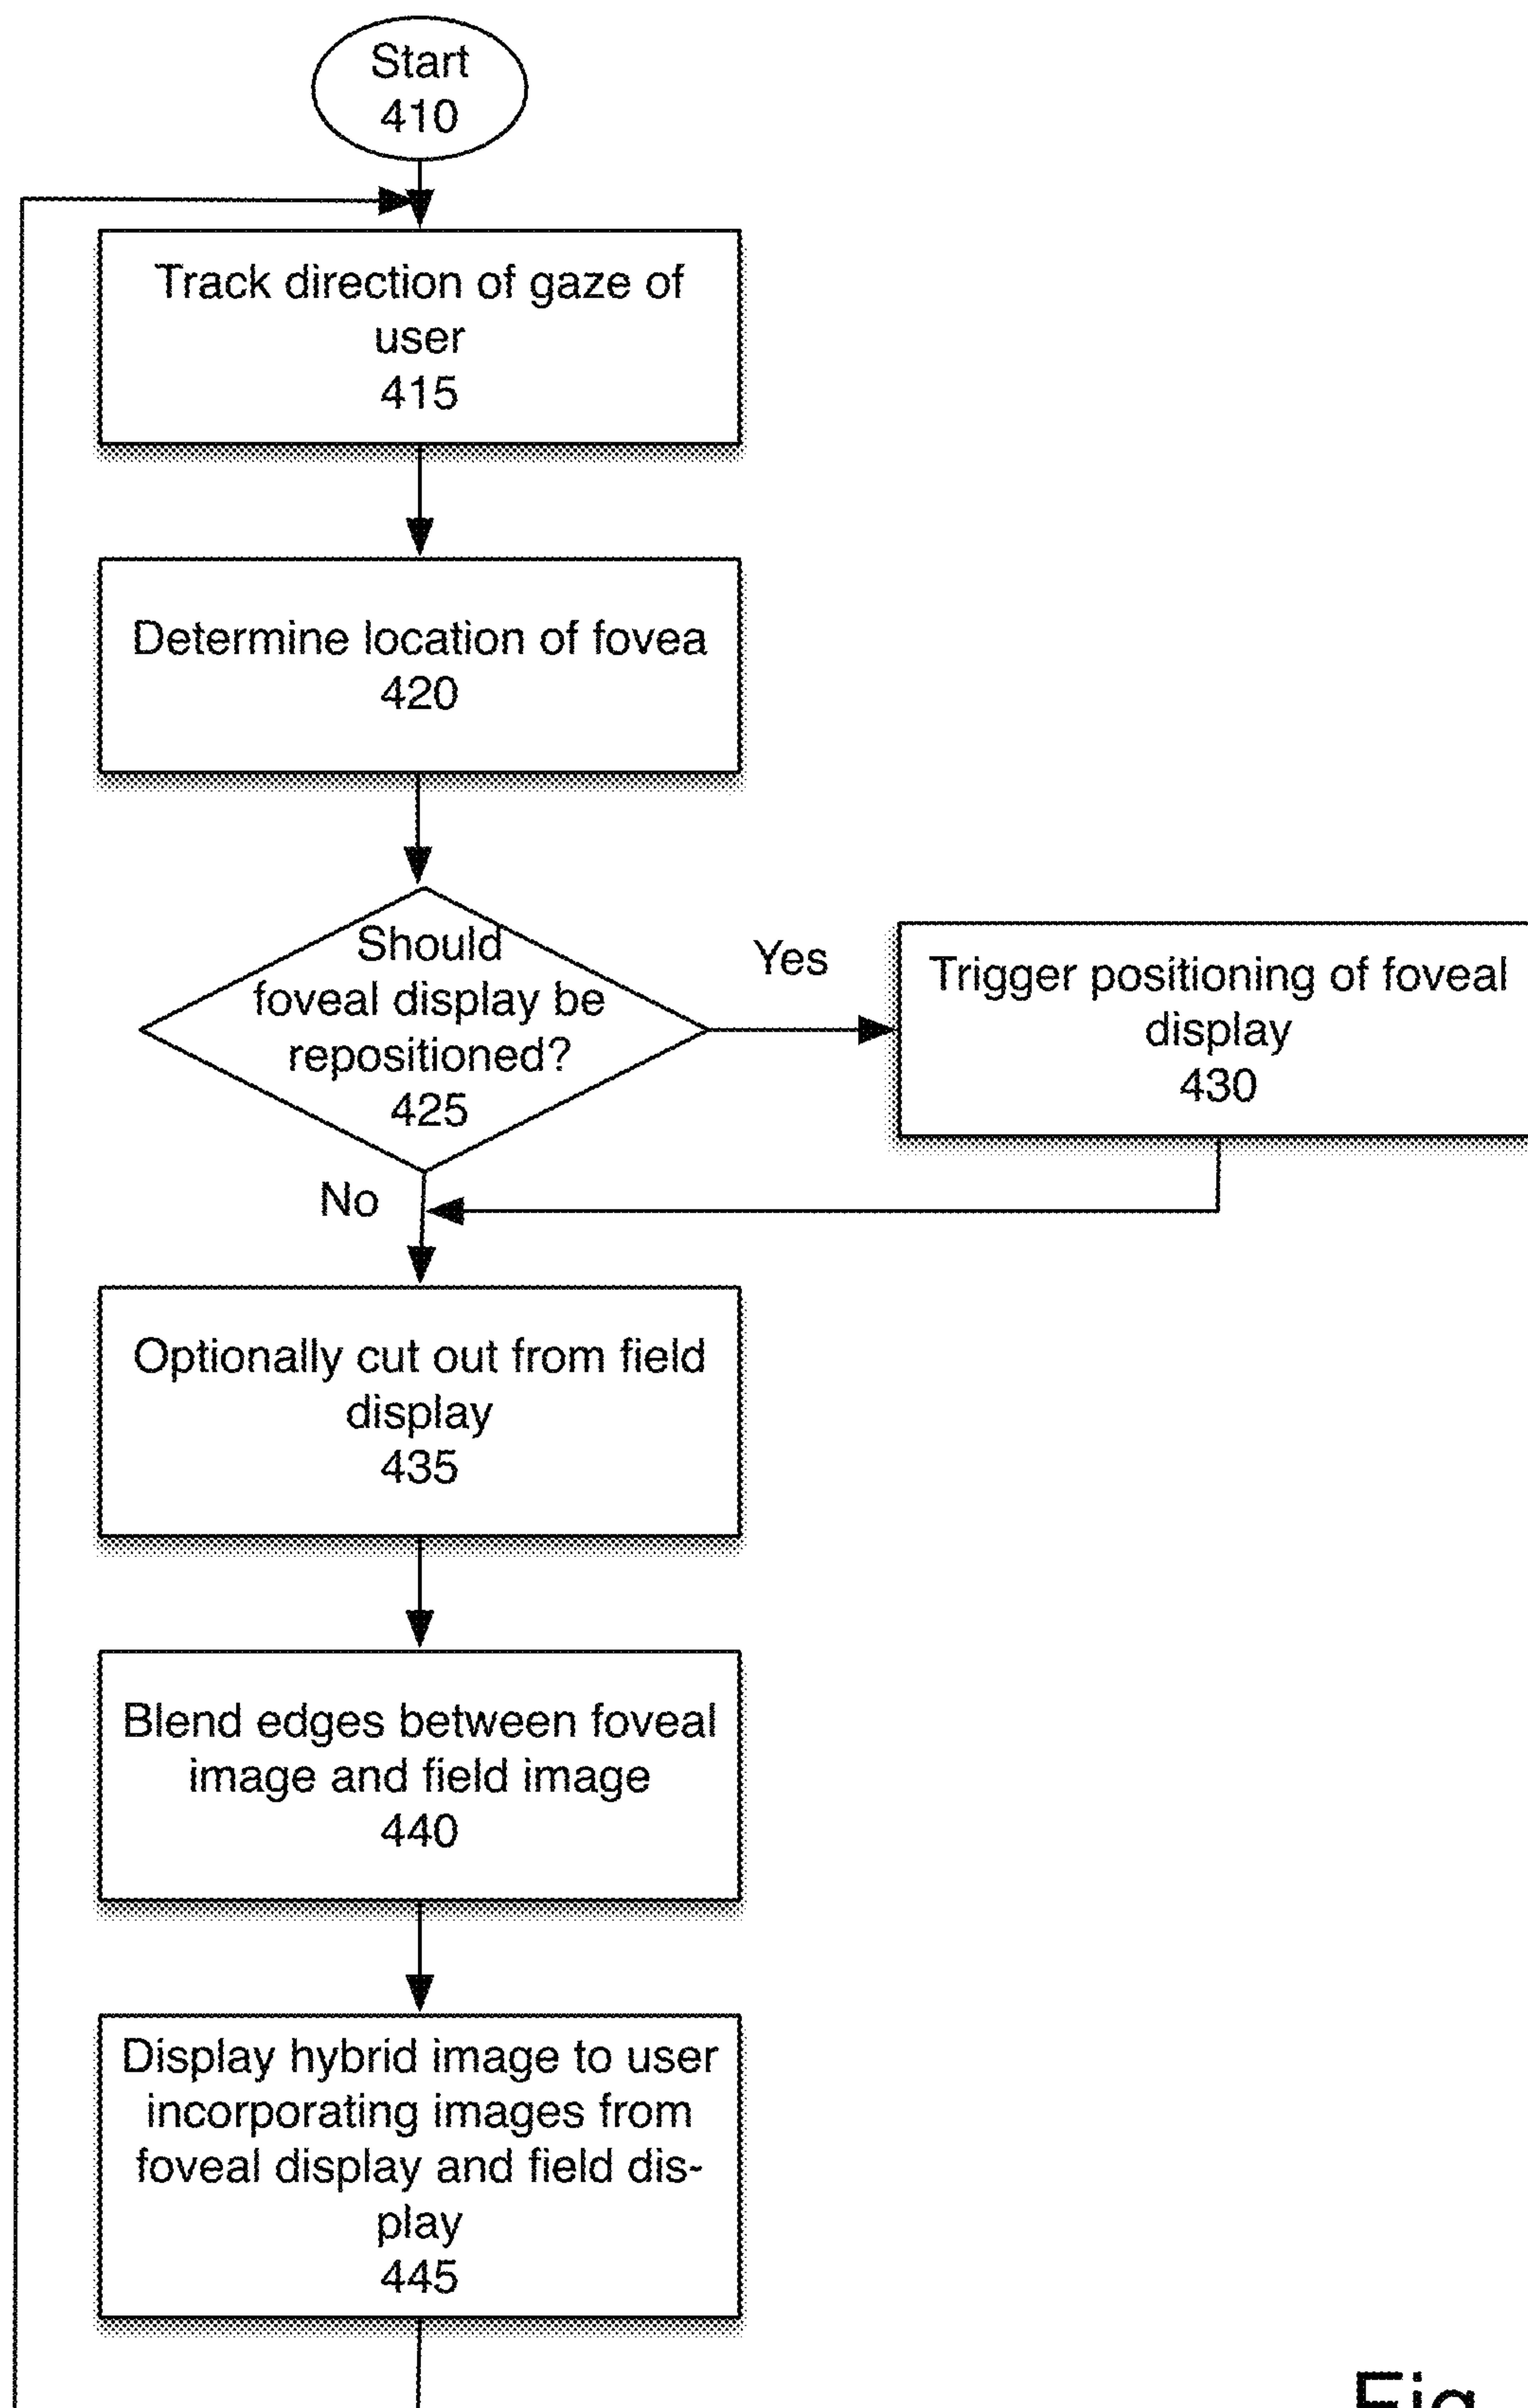 Start
410
Track direction of gaze of
user
415
Determine location of fovea
420
Should
foveal display be
repositioned?
425
Yes
Trigger positioning of foveal
display
430
No
Optionally cut out from field
display
435
Blend edges between foveal
image and field image
440
Display hybrid image to user
incorporating images from
foveal display and field dis-
play
445
Fig